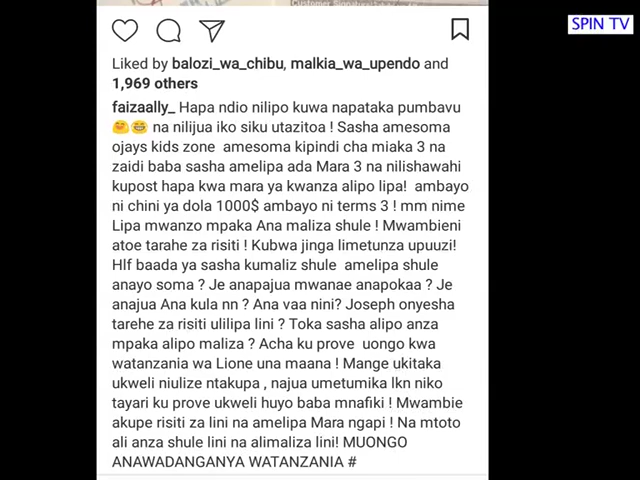 Customer Signature
SPIN TV
Liked by balozi_wa_chibu, malkia_wa_upendo and
1,969 others
faizaally_ Hapa ndio nilipo kuwa napataka pumbavu
😄😁 na nilijua iko siku utazitoa ! Sasha amesoma
ojays kids zone amesoma kipindi cha miaka 3 na
zaidi baba sasha amelipa ada Mara 3 na nilishawahi
kupost hapa kwa mara ya kwanza alipo lipa! ambayo
ni chini ya dola 1000$ ambayo ni terms 3 ! mm nime
Lipa mwanzo mpaka Ana maliza shule ! Mwambieni
atoe tarahe za risiti ! Kubwa jinga limetunza upuuzi!
Hlf baada ya sasha kumaliz shule amelipa shule
anayo soma ? Je anapajua mwanae anapokaa ? Je
anajua Ana kula nn ? Ana vaa nini? Joseph onyesha
tarehe za risiti ulilipa lini ? Toka sasha alipo anza
mpaka alipo maliza ? Acha ku prove uongo kwa
watanzania wa Lione una maana ! Mange ukitaka
ukweli niulize ntakupa , najua umetumika lkn niko
tayari ku prove ukweli huyo baba mnafiki ! Mwambie
akupe risiti za lini na amelipa Mara ngapi ! Na mtoto
ali anza shule lini na alimaliza lini! MUONGO
ANAWADANGANYA WATANZANIA #